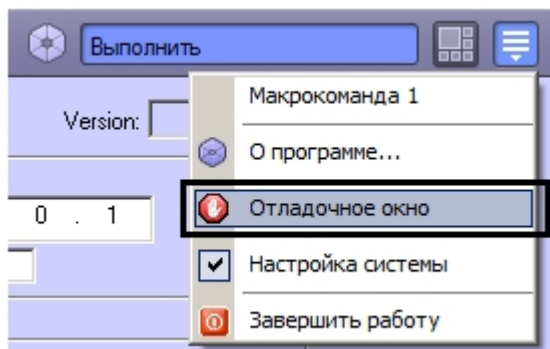 Выполнить
Макрокоманда 1
Version:
О программе...
0 . 1
Отладочное окно
Настройка системы
Завершить работу